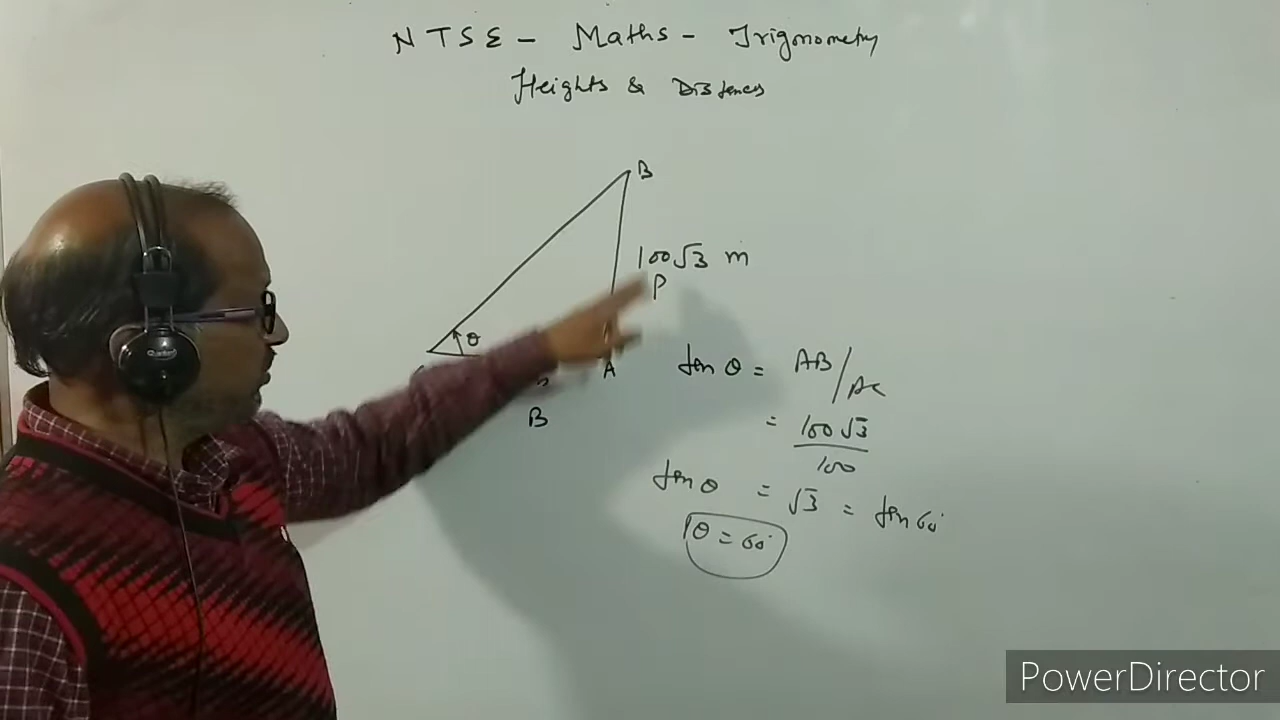 NTSE - Maths - Trigonometry
Heights & Distances
B
100√3 m
P
θ
A
B
tan θ = AB/AC
= 100√3
100
tan θ = √3 = tan 60°
θ = 60°
PowerDirector